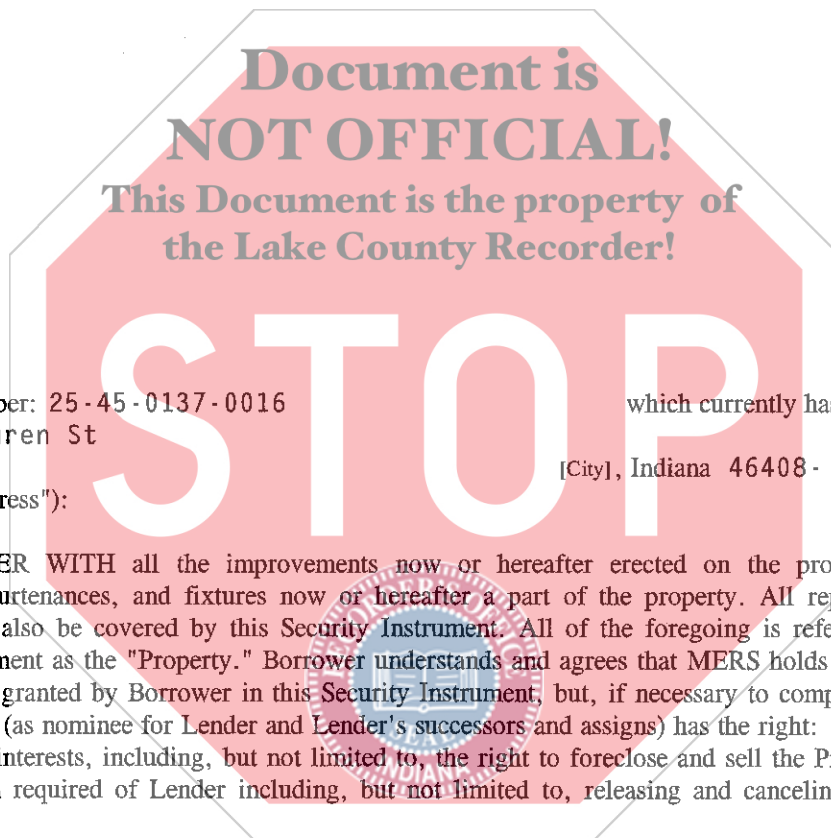 Document is
NOT OFFICIAL!
This Document is the property of
the Lake County Recorder!
STOP
ber: 25-45-0137-0016 which currently has
uren St
[City], Indiana 46408-
ress"):
ER WITH all the improvements now or hereafter erected on the pro
urtenances, and fixtures now or hereafter a part of the property. All rep
also be covered by this Security Instrument. All of the foregoing is refe
ment as the "Property." Borrower understands and agrees that MERS holds
granted by Borrower in this Security Instrument, but, if necessary to comp
(as nominee for Lender and Lender's successors and assigns) has the right:
interests, including, but not limited to, the right to foreclose and sell the P
required of Lender including, but not limited to, releasing and cancelin
RECORDER'S OFFICE
SEAL
INDIANA